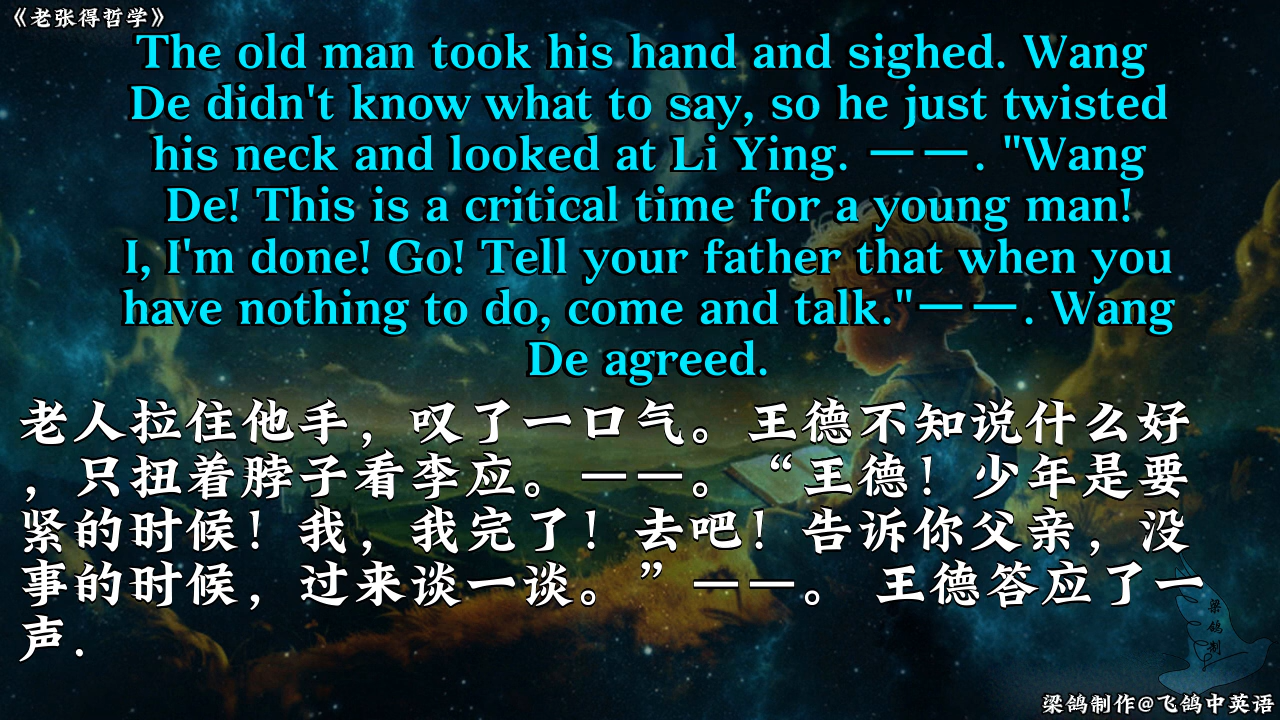 《老张得哲学》
The old man took his hand and sighed. Wang
De didn't know what to say, so he just twisted
his neck and looked at Li Ying. ——. "Wang
De! This is a critical time for a young man!
I, I'm done! Go! Tell your father that when you
have nothing to do, come and talk."——. Wang
De agreed.
老人拉住他手，叹了一口气。王德不知说什么好
，只扭着脖子看李应。——。“王德！少年是要
紧的时候！我，我完了！去吧！告诉你父亲，没
事的时候，过来谈一谈。”——。 王德答应了一
声.
梁鸽制
梁鸽制作@飞鸽中英语